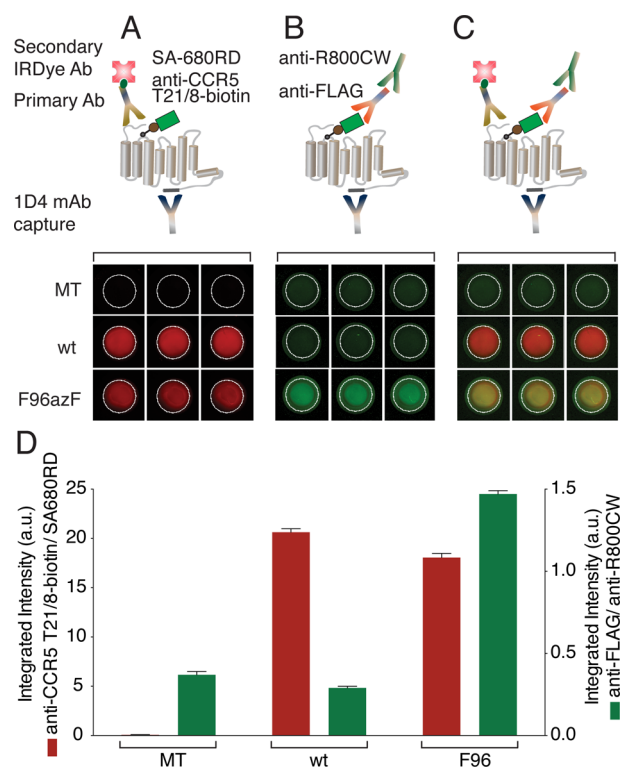 A
B
C
Secondary
IRDye Ab
SA-680RD
anti-CCR5
T21/8-biotin
anti-R800CW
Primary Ab
anti-FLAG
1D4 mAb
capture
MT
wt
F96azF
D
Integrated Intensity (a.u.)
anti-CCR5 T21/8-biotin/SA680RD
25
20
15
10
5
0
1.5
1.0
0.5
0.0
Integrated Intensity (a.u.)
anti-FLAG/anti-R800CW
MT
wt
F96